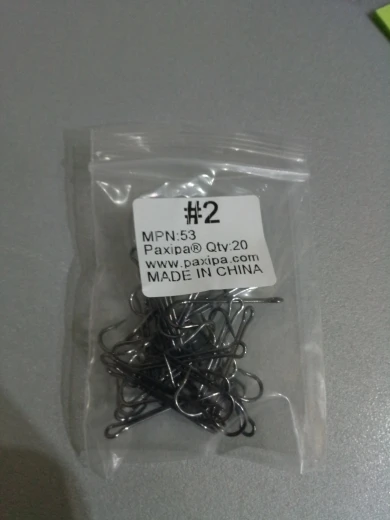 #2
MPN:53
Paxipa® Qty:20
www.paxipa.com
MADE IN CHINA